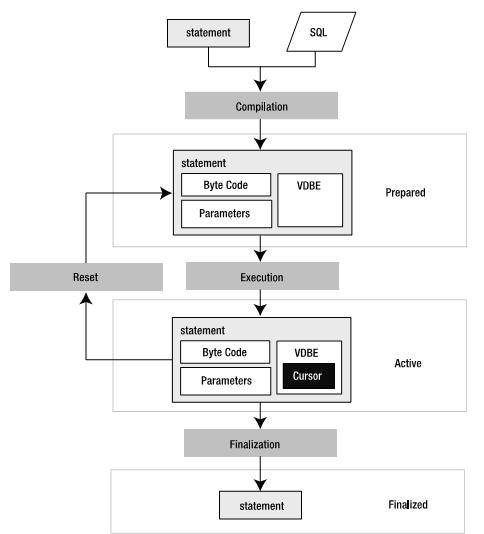 statement
SQL
Compilation
statement
Byte Code
VDBE
Parameters
Prepared
Reset
Execution
statement
Byte Code
VDBE
Parameters
Cursor
Active
Finalization
statement
Finalized